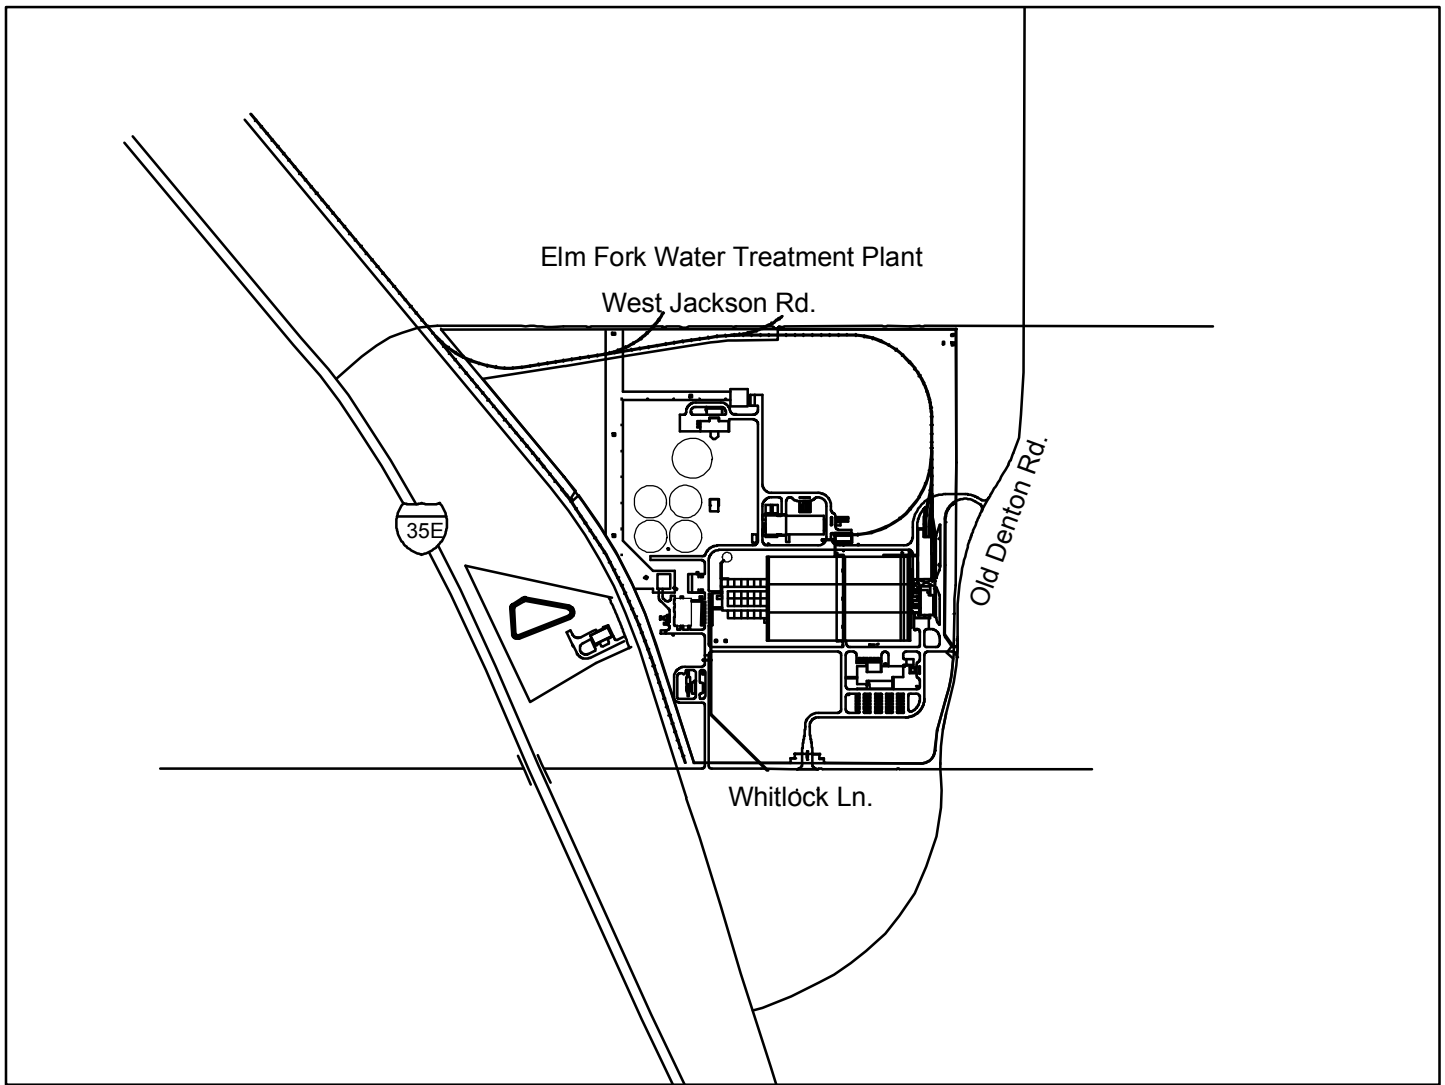 Elm Fork Water Treatment Plant
West Jackson Rd.
35E
Old Denton Rd.
Whitlock Ln.